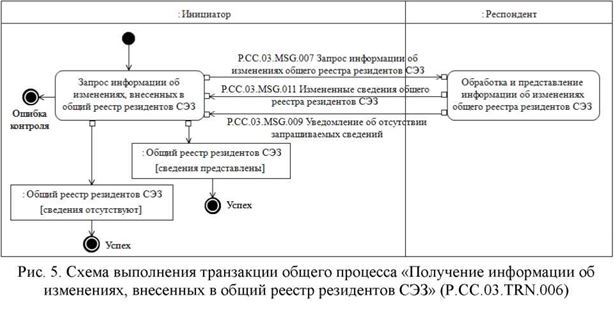 : Инициатор
: Респондент
P.CC.03.MSG.007 Запрос информации об
изменениях общего реестра резидентов СЭЗ
Запрос информации об
изменениях, внесенных в
общий реестр резидентов СЭЗ
P.CC.03.MSG.011 Измененные сведения общего
реестра резидентов СЭЗ
Обработка и представление
информации об изменениях
общего реестра резидентов СЭЗ
Ошибка
контроля
P.CC.03.MSG.009 Уведомление об отсутствии
запрашиваемых сведений
: Общий реестр резидентов СЭЗ
[сведения представлены]
: Общий реестр резидентов СЭЗ
[сведения отсутствуют]
Успех
Успех
Рис. 5. Схема выполнения транзакции общего процесса «Получение информации об
изменениях, внесенных в общий реестр резидентов СЭЗ» (P.CC.03.TRN.006)